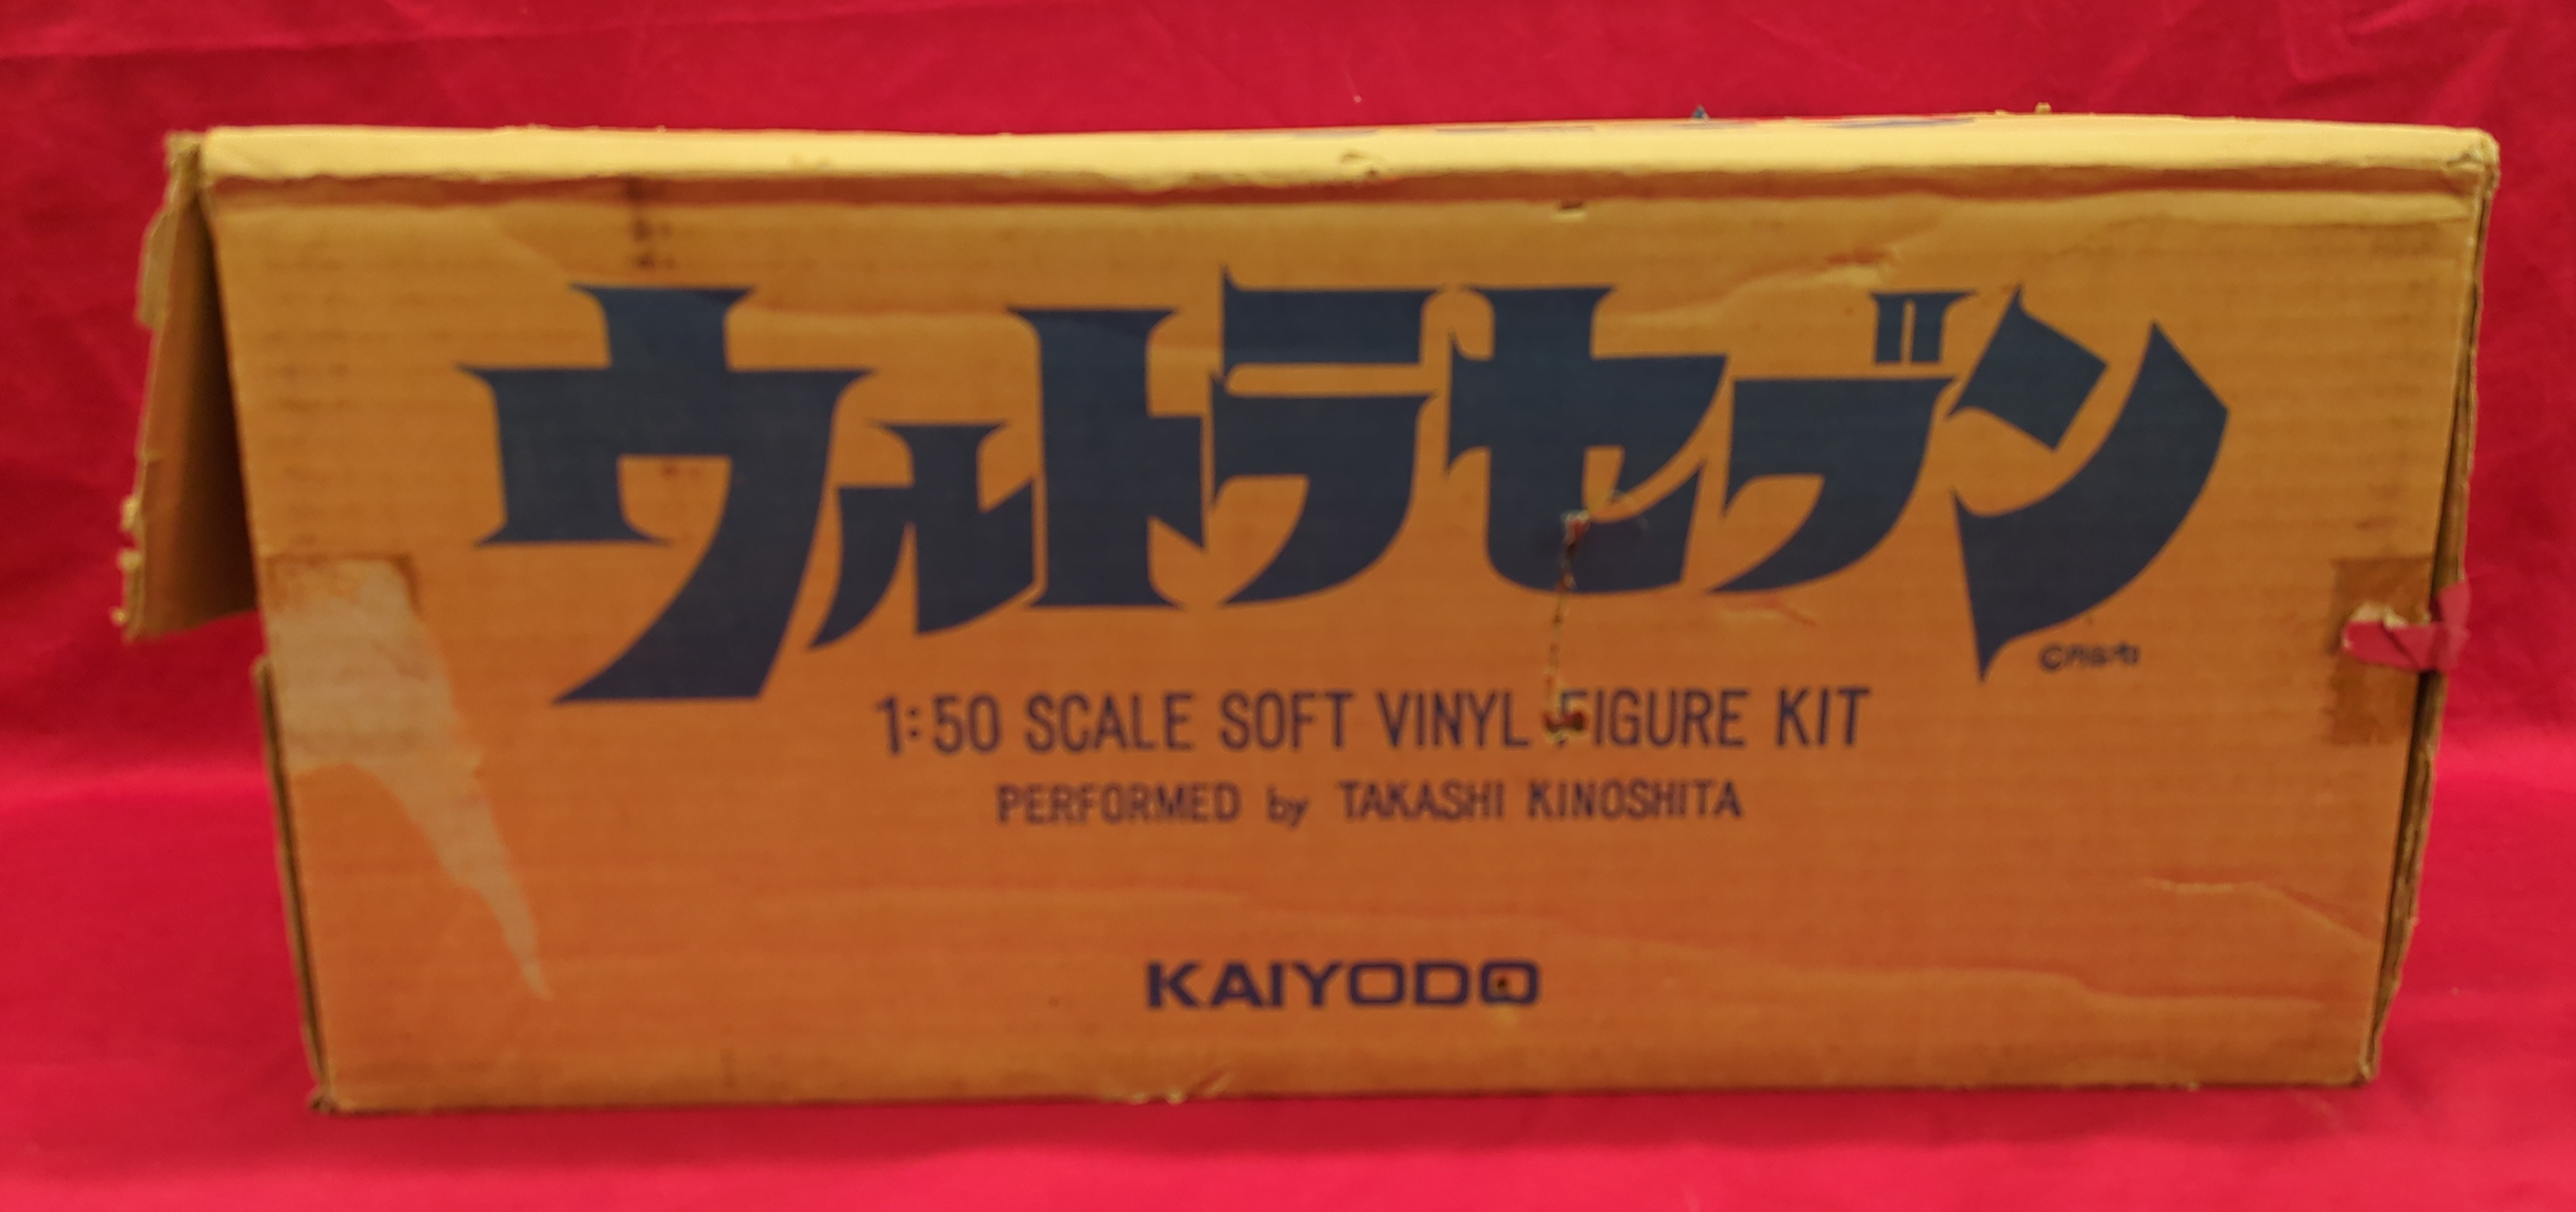 ウルトラセブン
1:50 SCALE SOFT VINYL FIGURE KIT
PERFORMED by TAKASHI KINOSHITA
KAIYODO